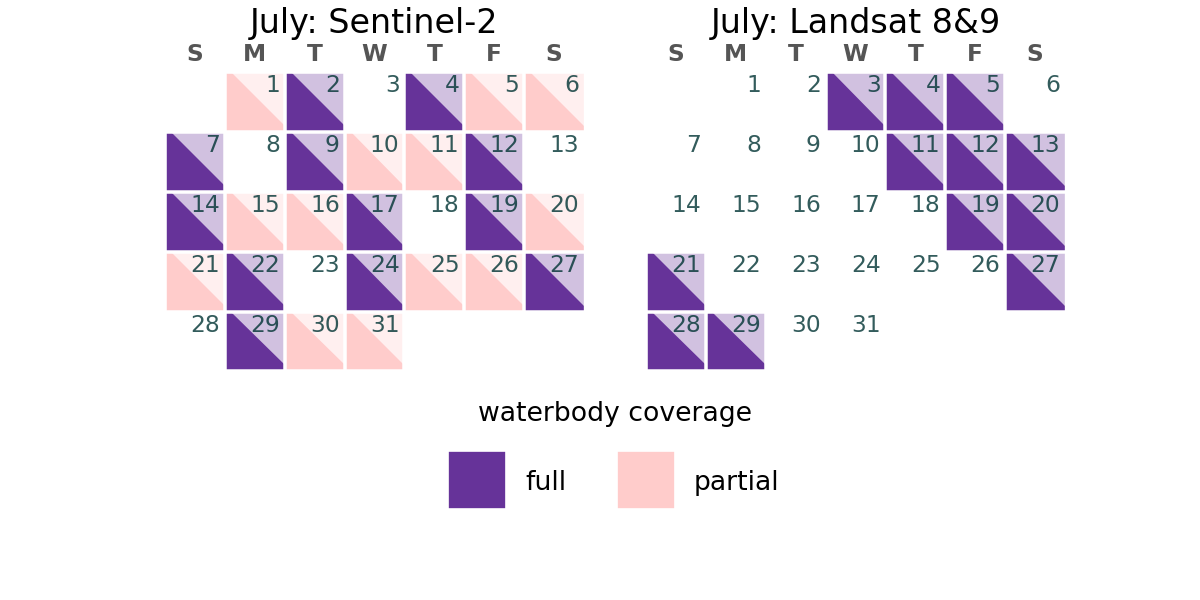 July: Sentinel-2
S M T W T F S
1 2 3 4 5 6
7 8 9 10 11 12 13
14 15 16 17 18 19 20
21 22 23 24 25 26 27
28 29 30 31
July: Landsat 8&9
S M T W T F S
1 2 3 4 5 6
7 8 9 10 11 12 13
14 15 16 17 18 19 20
21 22 23 24 25 26 27
28 29 30 31
waterbody coverage
full partial